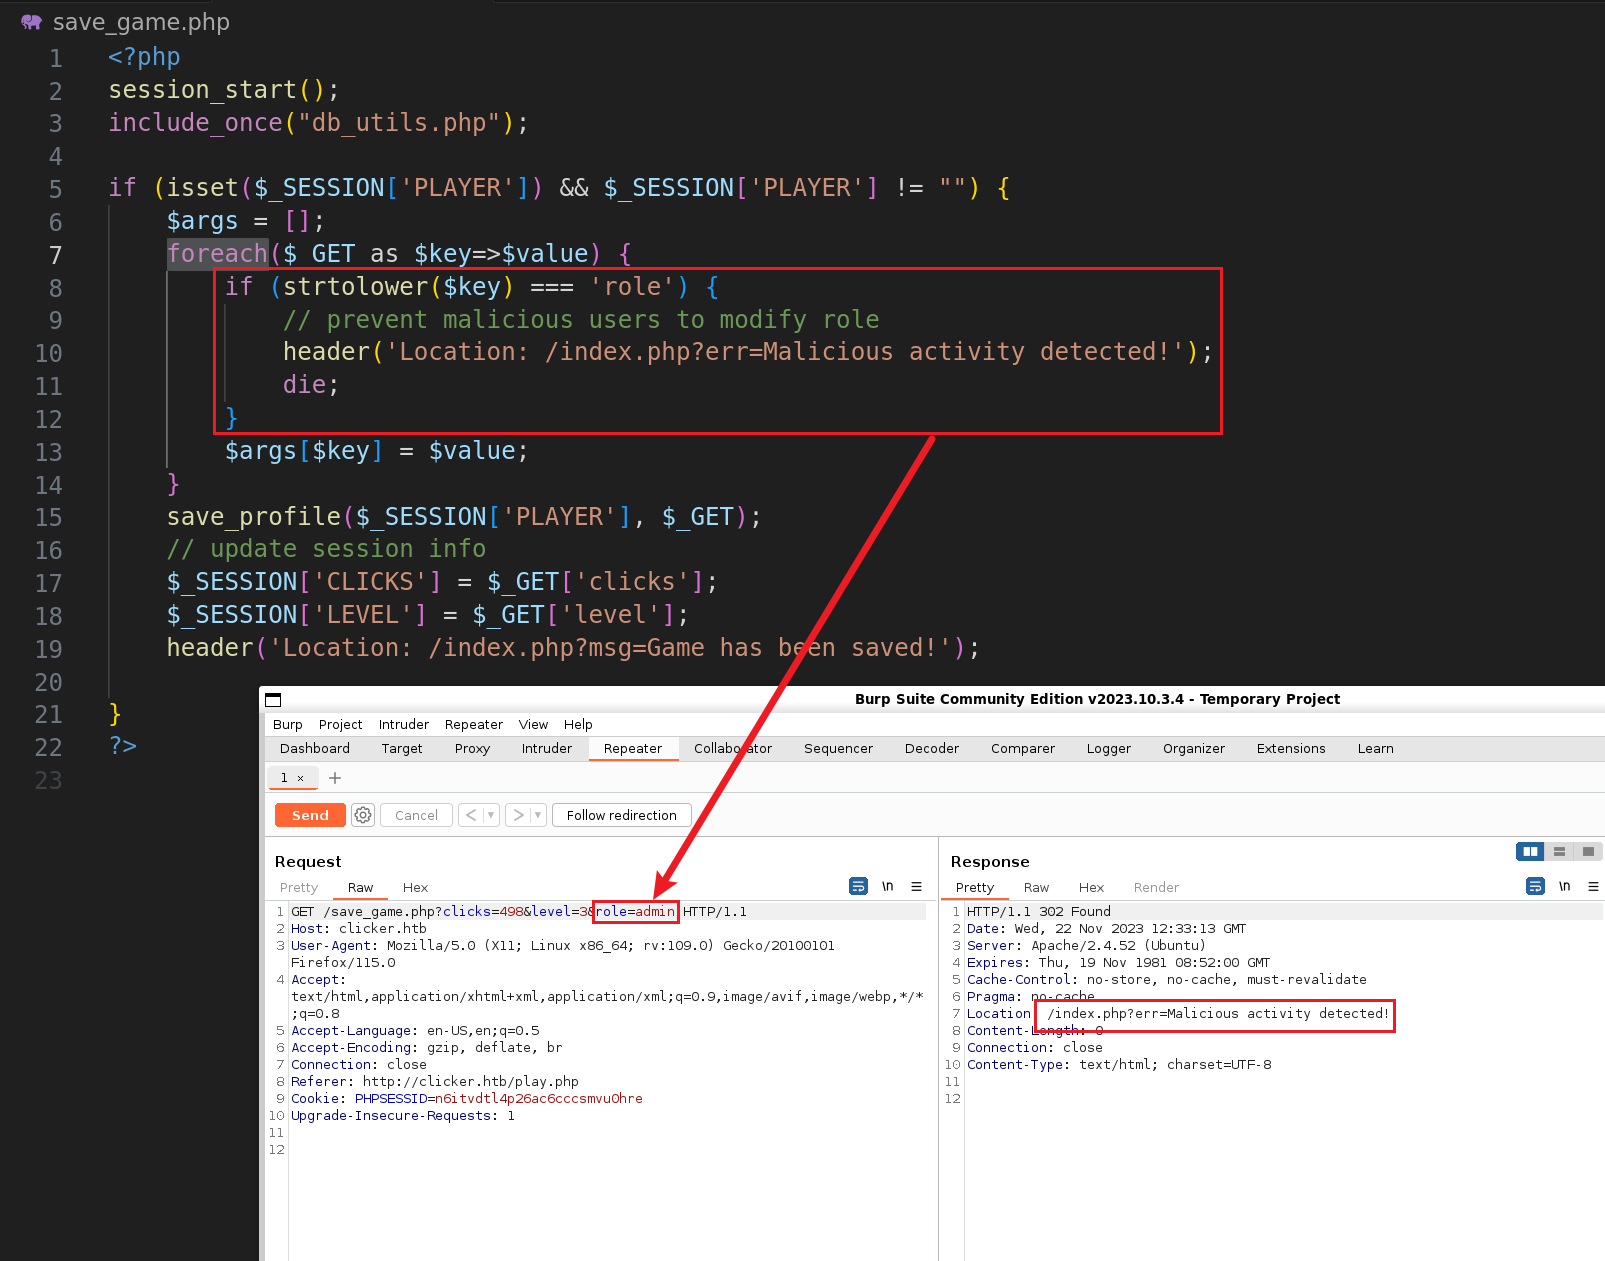 save_game.php
1 <?php
2 session_start();
3 include_once("db_utils.php");
4
5 if (isset($_SESSION['PLAYER']) && $_SESSION['PLAYER'] != "") {
6 $args = [];
7 foreach($_GET as $key=>$value) {
8 if (strtolower($key) === 'role') {
9 // prevent malicious users to modify role
10 header('Location: /index.php?err=Malicious activity detected!');
11 die;
12 }
13 $args[$key] = $value;
14 }
15 save_profile($_SESSION['PLAYER'], $_GET);
16 // update session info
17 $_SESSION['CLICKS'] = $_GET['clicks'];
18 $_SESSION['LEVEL'] = $_GET['level'];
19 header('Location: /index.php?msg=Game has been saved!');
20
21 }
22 ?>
23
Burp Suite Community Edition v2023.10.3.4 - Temporary Project
Burp Project Intruder Repeater View Help
Dashboard Target Proxy Intruder Repeater Collaborator Sequencer Decoder Comparer Logger Organizer Extensions Learn
1 × +
Send Cancel < > Follow redirection
Request
Pretty Raw Hex \n
1 GET /save_game.php?clicks=498&level=3&role=admin HTTP/1.1
2 Host: clicker.htb
3 User-Agent: Mozilla/5.0 (X11; Linux x86_64; rv:109.0) Gecko/20100101
Firefox/115.0
4 Accept:
text/html,application/xhtml+xml,application/xml;q=0.9,image/avif,image/webp,*/*
;q=0.8
5 Accept-Language: en-US,en;q=0.5
6 Accept-Encoding: gzip, deflate, br
7 Connection: close
8 Referer: http://clicker.htb/play.php
9 Cookie: PHPSESSID=n6itvdtl4p26ac6cccsmvu0hre
10 Upgrade-Insecure-Requests: 1
11
12
Response
Pretty Raw Hex Render \n
1 HTTP/1.1 302 Found
2 Date: Wed, 22 Nov 2023 12:33:13 GMT
3 Server: Apache/2.4.52 (Ubuntu)
4 Expires: Thu, 19 Nov 1981 08:52:00 GMT
5 Cache-Control: no-store, no-cache, must-revalidate
6 Pragma: no-cache
7 Location: /index.php?err=Malicious activity detected!
8 Content-Length: 0
9 Connection: close
10 Content-Type: text/html; charset=UTF-8
11
12